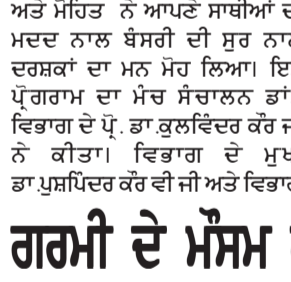 ਅਤੇ ਮੋਹਿਤ ਨੇ ਆਪਣੇ ਸਾਥੀਆਂ
ਮਦਦ ਨਾਲ ਬੰਸਰੀ ਦੀ ਸੁਰ
ਦਰਸ਼ਕਾਂ ਦਾ ਮਨ ਮੋਹ ਲਿਆ।
ਪ੍ਰੋਗਰਾਮ ਦਾ ਮੰਚ ਸੰਚਾਲਨ ਡਾਂ
ਵਿਭਾਗ ਦੇ ਪ੍ਰੋ. ਡਾ.ਕੁਲਵਿੰਦਰ ਕੌਰ
ਨੇ ਕੀਤਾ। ਵਿਭਾਗ ਦੇ
ਡਾ.ਪੁਸ਼ਪਿੰਦਰ ਕੌਰ ਵੀ ਜੀ ਅਤੇ
ਗਰਮੀ ਦੇ ਮੌਸਮ